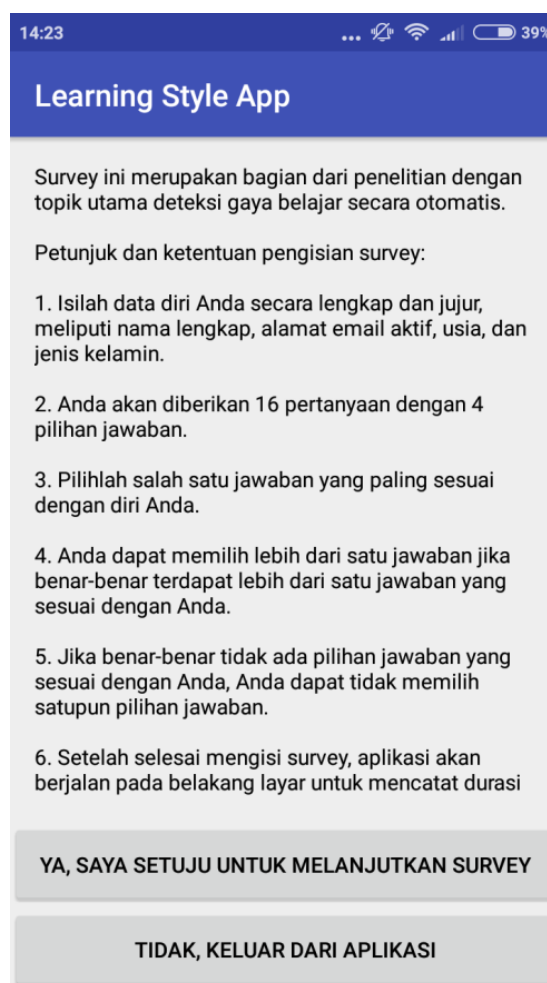 14:23 ... 39%
Learning Style App
Survey ini merupakan bagian dari penelitian dengan
topik utama deteksi gaya belajar secara otomatis.
Petunjuk dan ketentuan pengisian survey:
1. Isilah data diri Anda secara lengkap dan jujur,
meliputi nama lengkap, alamat email aktif, usia, dan
jenis kelamin.
2. Anda akan diberikan 16 pertanyaan dengan 4
pilihan jawaban.
3. Pilihlah salah satu jawaban yang paling sesuai
dengan diri Anda.
4. Anda dapat memilih lebih dari satu jawaban jika
benar-benar terdapat lebih dari satu jawaban yang
sesuai dengan Anda.
5. Jika benar-benar tidak ada pilihan jawaban yang
sesuai dengan Anda, Anda dapat tidak memilih
satupun pilihan jawaban.
6. Setelah selesai mengisi survey, aplikasi akan
berjalan pada belakang layar untuk mencatat durasi
YA, SAYA SETUJU UNTUK MELANJUTKAN SURVEY
TIDAK, KELUAR DARI APLIKASI